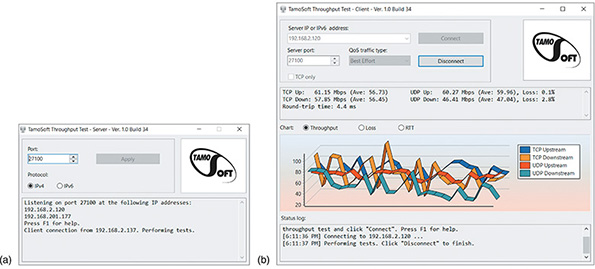 TamoSoft Throughput Test - Server - Ver. 1.0 Build 34
Port:
27100
Apply
Protocol:
IPv4
IPv6
TAMO
SOFT
Listening on port 27100 at the following IP addresses:
192.168.2.120
192.168.201.177
Press F1 for help.
Client connection from 192.168.2.137. Performing tests.
(a)
TamoSoft Throughput Test - Client - Ver. 1.0 Build 34
Server IP or IPv6 address:
192.168.2.120
Connect
Server port:
QoS traffic type:
27100
Best Effort
Disconnect
TCP only
TAMO
SOFT
TCP Up: 61.15 Mbps (Ave: 56.73) UDP Up: 60.27 Mbps (Ave: 59.96), Loss: 0.1%
TCP Down: 57.85 Mbps (Ave: 56.45) UDP Down: 46.41 Mbps (Ave: 47.04), Loss: 2.8%
Round-trip time: 4.4 ms
Chart:
Throughput
Loss
RTT
100
80
60
40
20
TCP Upstream
TCP Downstream
UDP Upstream
UDP Downstream
Status log:
throughput test and click "Connect". Press F1 for help.
[6:11:36 PM] Connecting to 192.168.2.120 ...
[6:11:37 PM] Performing tests. Click "Disconnect" to finish.
(b)